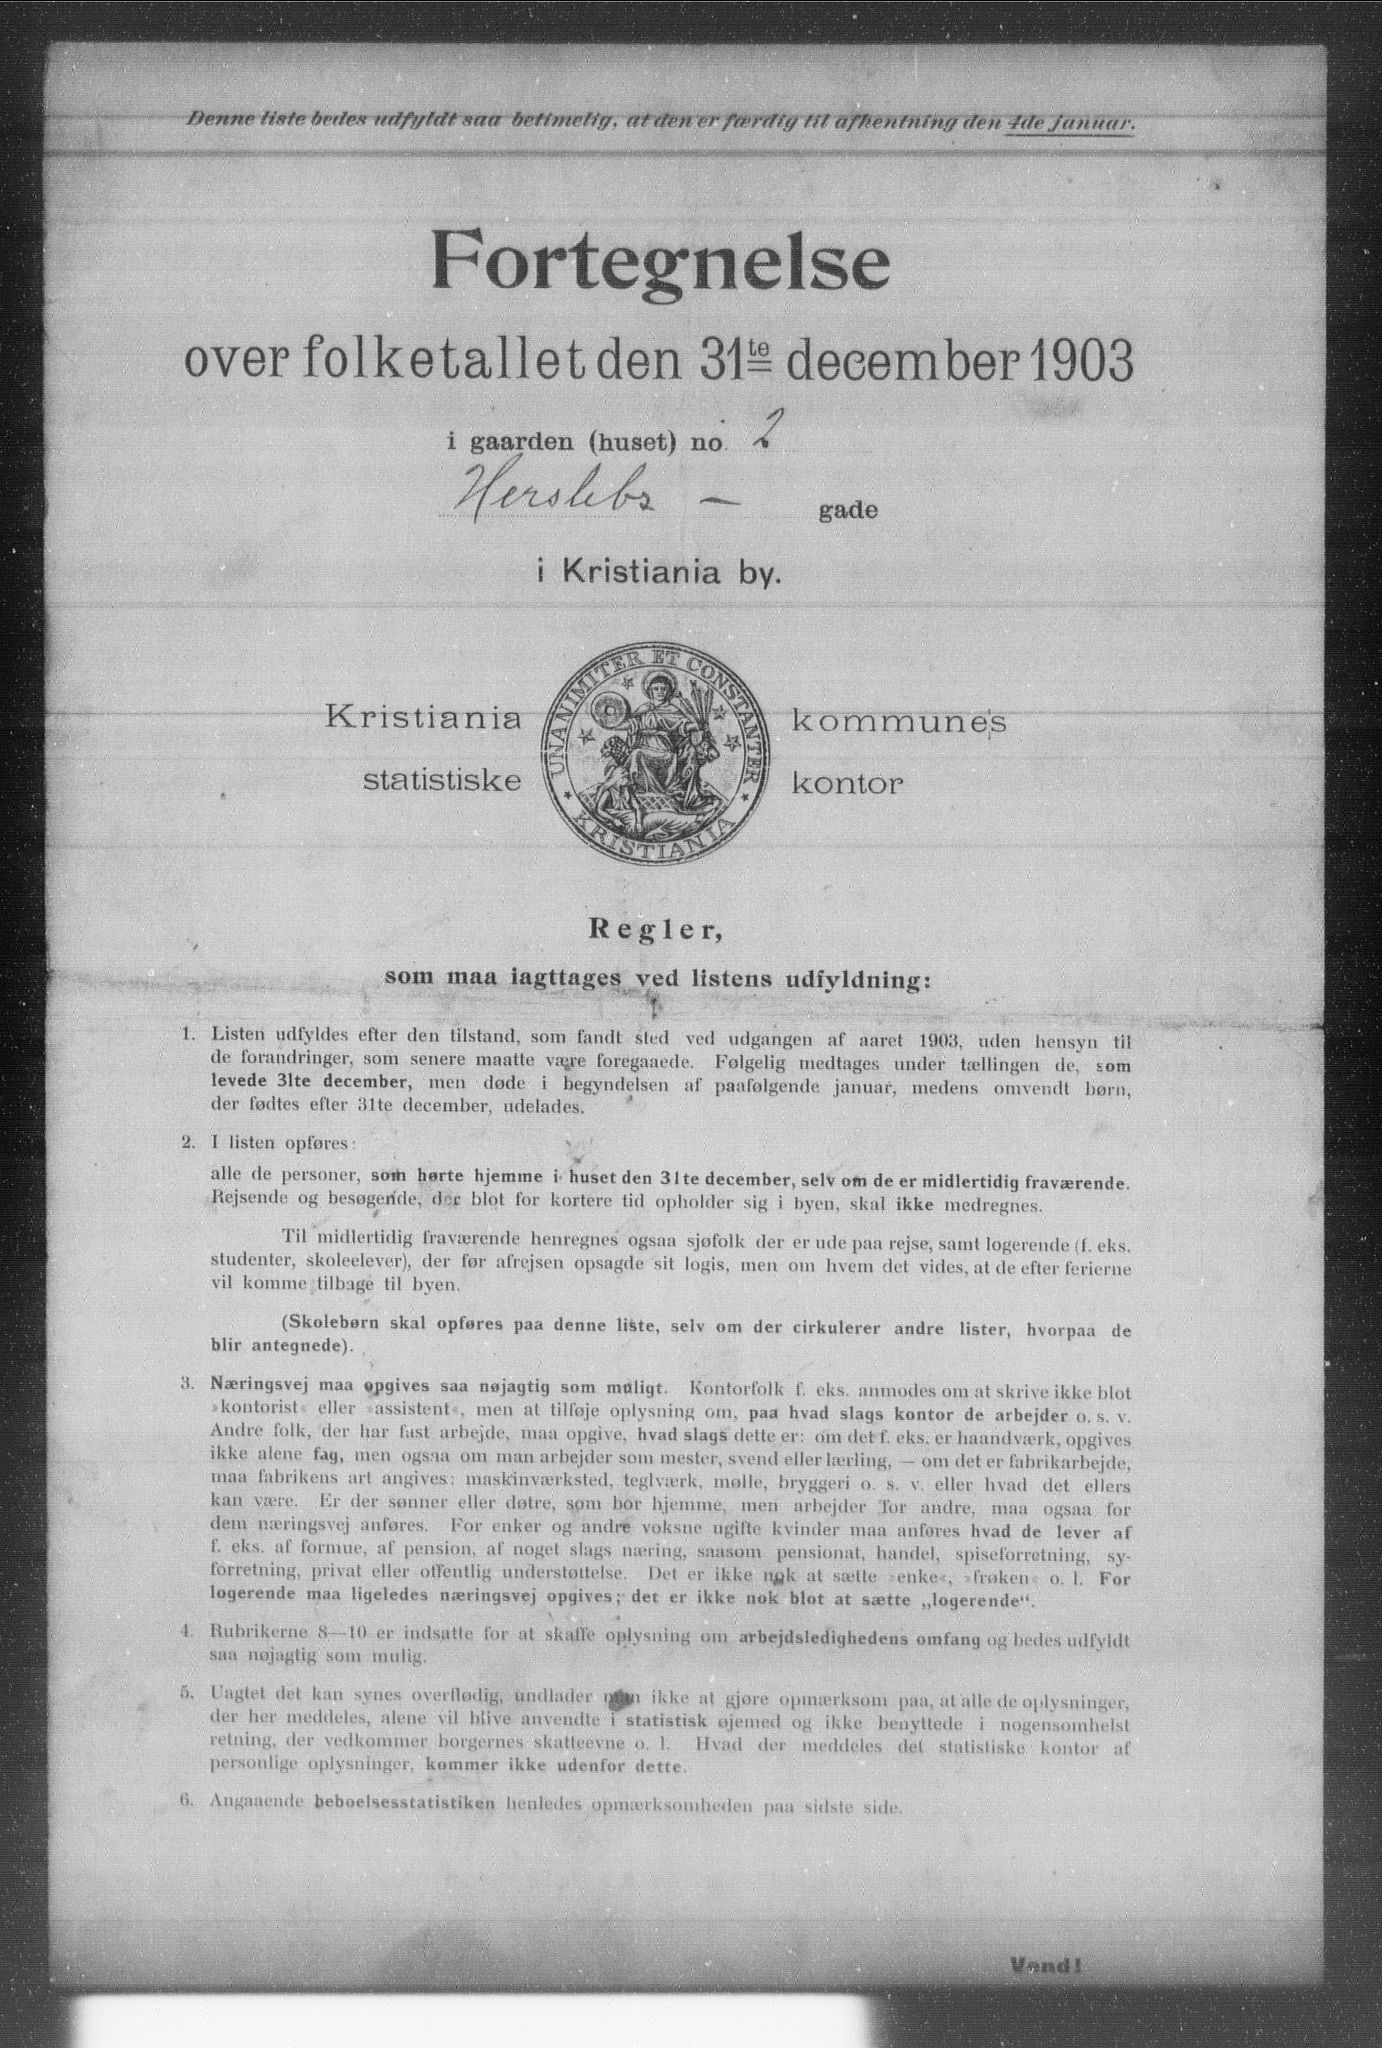 Denne liste bedes udfyldt saa betimelig, at den er færdig til afhentning den 4de januar.
Fortegnelse
over folketallet den 31te december 1903
i gaarden (huset) no. 2
Herslebs — gade
i Kristiania by.
UNANIMITER ET CONSTANTER
KRISTIANIA
Kristiania kommunes
statistiske kontor
Regler,
som maa iagttages ved listens udfyldning:
1. Listen udfyldes efter den tilstand, som fandt sted ved udgangen af aaret 1903, uden hensyn til
de forandringer, som senere maatte være foregaaede. Følgelig medtages under tællingen de, som
levede 31te december, men døde i begyndelsen af paafølgende januar, medens omvendt børn,
der fødtes efter 31te december, udelades.
2. I listen opføres:
alle de personer, som hørte hjemme i huset den 31te december, selv om de er midlertidig fraværende.
Rejsende og besøgende, der blot for kortere tid opholder sig i byen, skal ikke medregnes.
Til midlertidig fraværende henregnes ogsaa sjøfolk der er ude paa rejse, samt logerende (f. eks.
studenter, skoleelever), der før afrejsen opsagde sit logis, men om hvem det vides, at de efter ferierne
vil komme tilbage til byen.
(Skolebørn skal opføres paa denne liste, selv om der cirkulerer andre lister, hvorpaa de
blir antegnede).
3. Næringsvej maa opgives saa nøjagtig som muligt. Kontorfolk f. eks. anmodes om at skrive ikke blot
»kontorist« eller »assistent«, men at tilføje oplysning om, paa hvad slags kontor de arbejder o. s. v.
Andre folk, der har fast arbejde, maa opgive, hvad slags dette er: om det f. eks. er haandværk, opgives
ikke alene fag, men ogsaa om man arbejder som mester, svend eller lærling, — om det er fabrikarbejde,
maa fabrikens art angives: maskinværksted, teglværk, mølle, bryggeri o. s. v. eller hvad det ellers
kan være. Er der sønner eller døtre, som bor hjemme, men arbejder for andre, maa ogsaa for
dem næringsvej anføres. For enker og andre voksne ugifte kvinder maa anføres hvad de lever af
f. eks. af formue, af pension, af noget slags næring, saasom pensionat, handel, spiseforretning, sy-
forretning, privat eller offentlig understøttelse. Det er ikke nok at sætte »enke«, »frøken« o. l. For
logerende maa ligeledes næringsvej opgives; det er ikke nok blot at sætte „logerende“.
4. Rubrikerne 8—10 er indsatte for at skaffe oplysning om arbejdsledighedens omfang og bedes udfyldt
saa nøjagtig som mulig.
5. Uagtet det kan synes overflødig, undlader man ikke at gjøre opmærksom paa, at alle de oplysninger,
der her meddeles, alene vil blive anvendte i statistisk øjemed og ikke benyttede i nogensomhelst
retning, der vedkommer borgernes skatteevne o. l. Hvad der meddeles det statistiske kontor af
personlige oplysninger, kommer ikke udenfor dette.
6. Angaaende beboelsesstatistiken henledes opmærksomheden paa sidste side.
Vend!